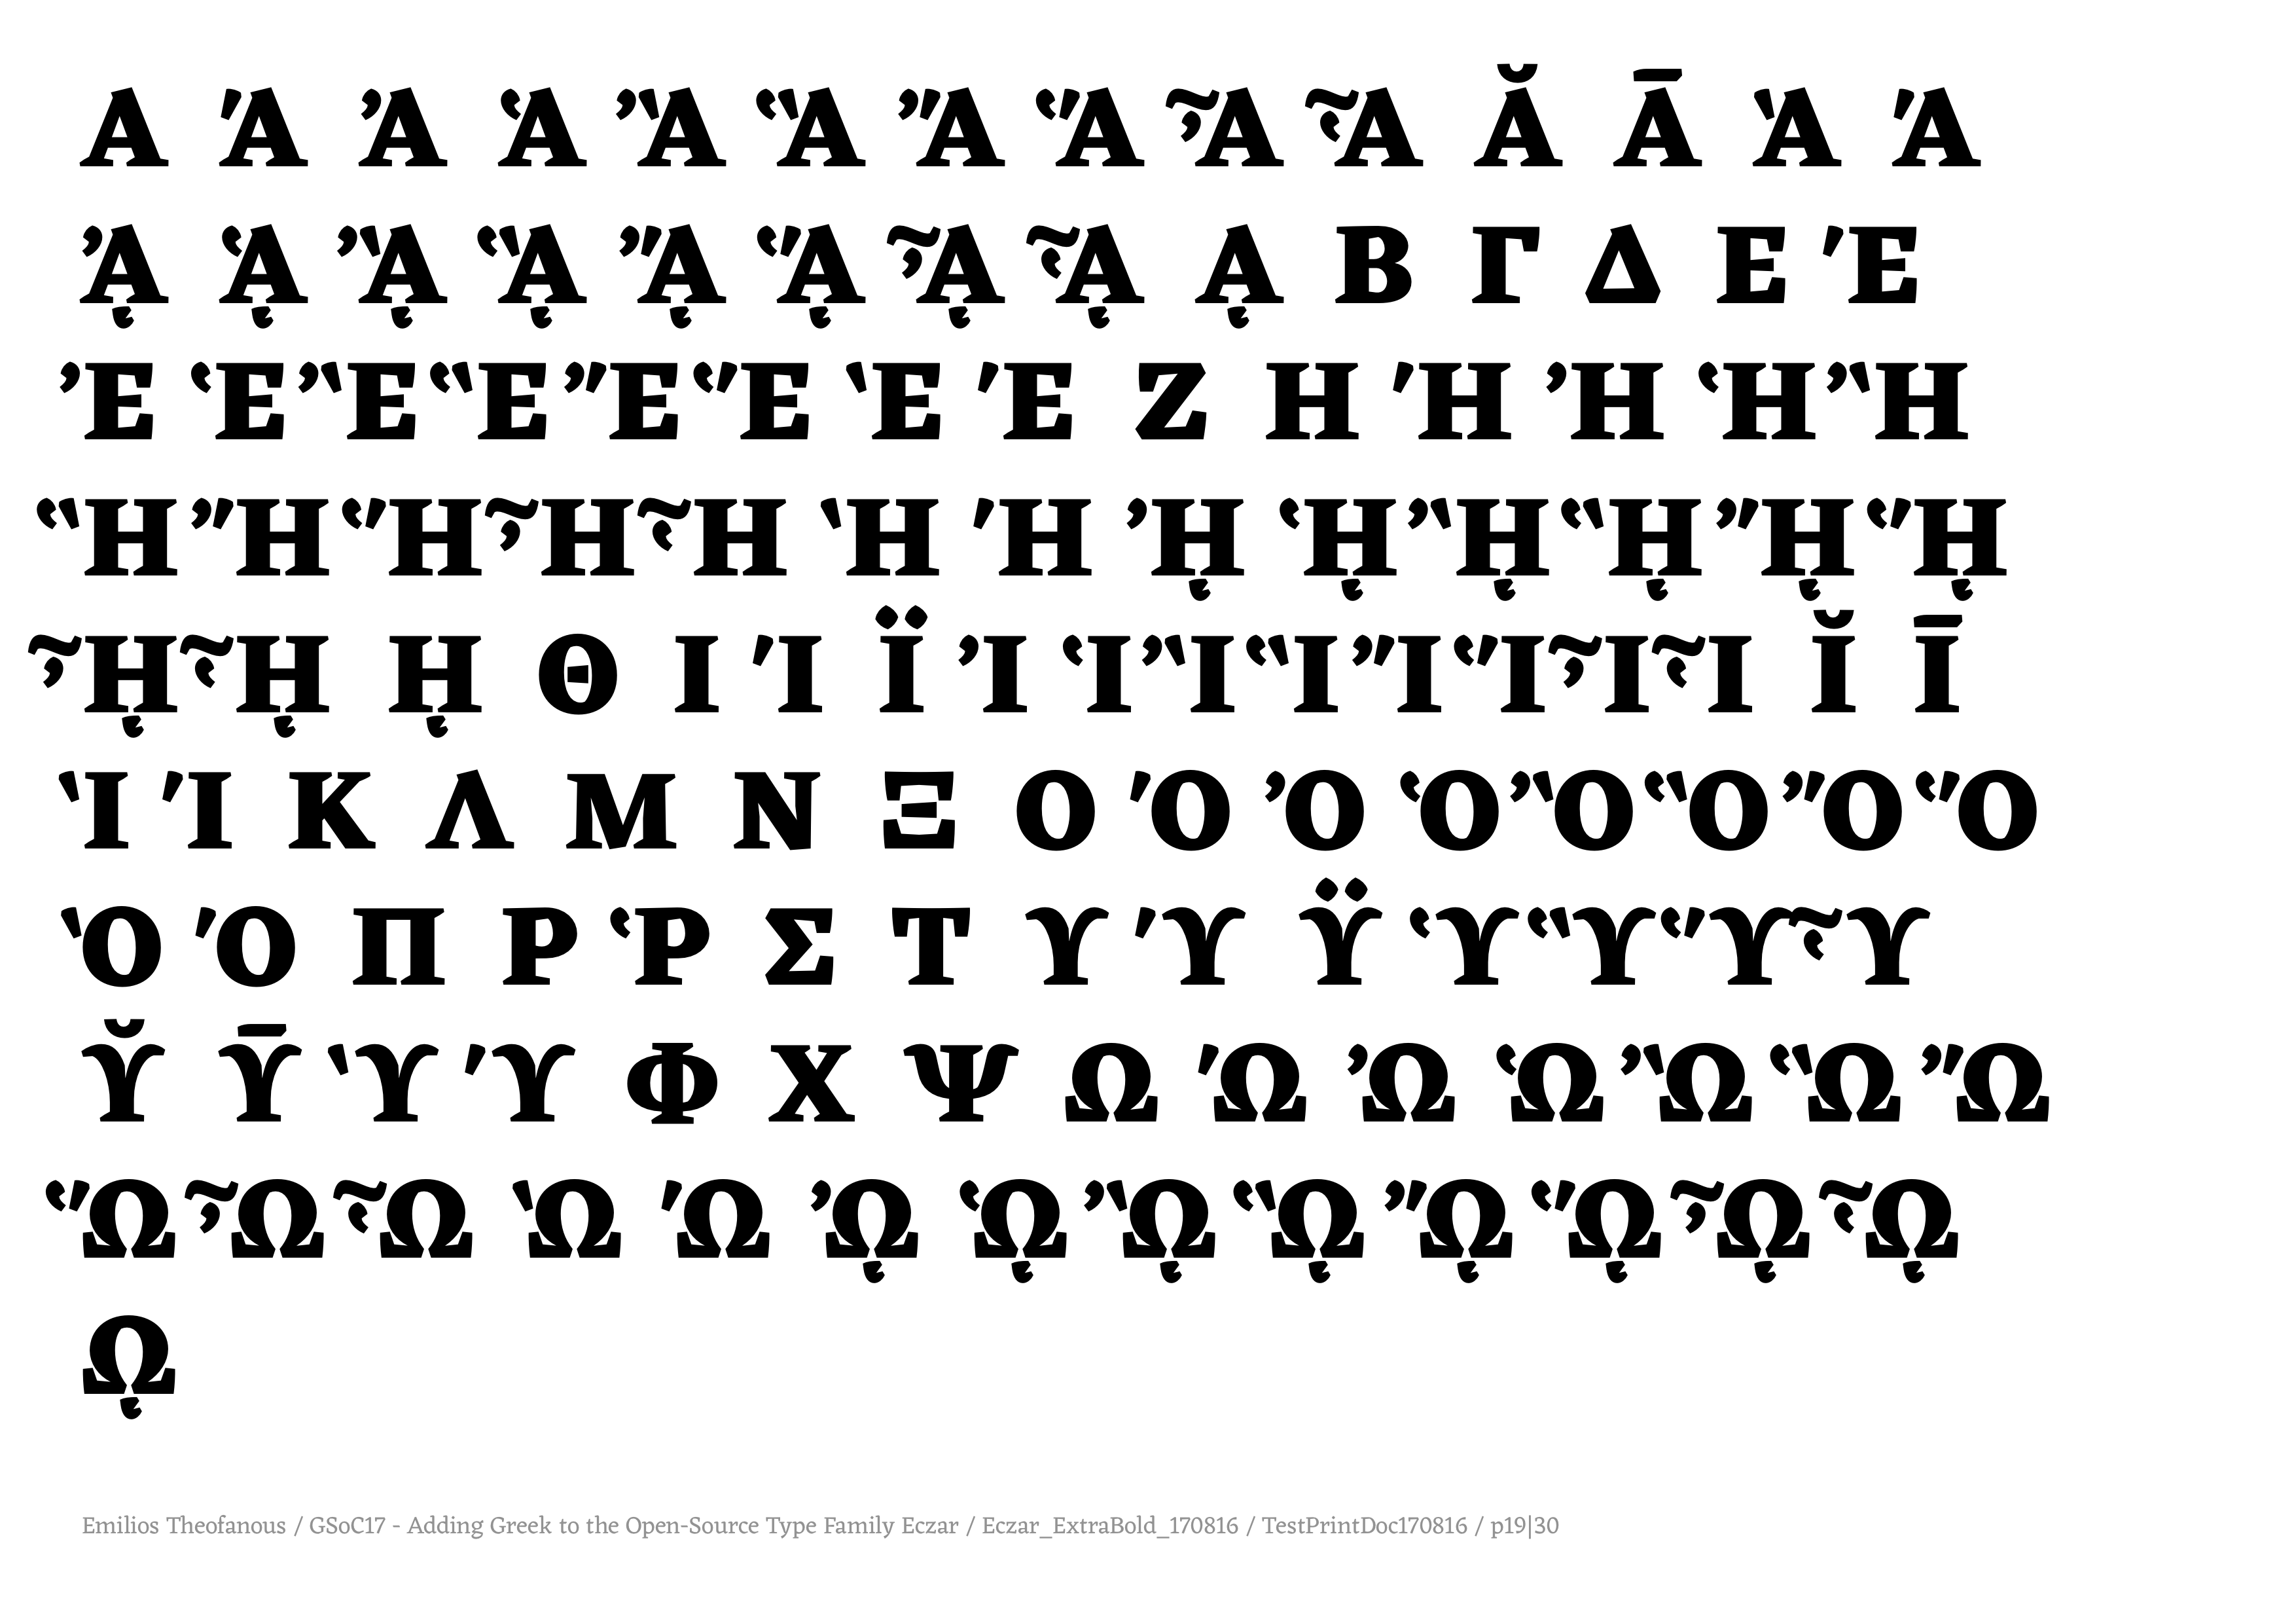 Α Ά Ἀ Ἁ Ἂ Ἃ Ἄ Ἅ Ἆ Ἇ Ᾰ Ᾱ Ὰ Ά
ᾈ ᾉ ᾊ ᾋ ᾌ ᾍ ᾎ ᾏ ᾼ Β Γ Δ Ε Έ
Ἐ Ἑ Ἒ Ἓ Ἔ Ἕ Ὲ Έ Ζ Η Ή Ἠ Ἡ Ἢ
Ἣ Ἤ Ἥ Ἦ Ἧ Ὴ Ή ᾘ ᾙ ᾚ ᾛ ᾜ ᾝ
ᾞ ᾟ ῌ Θ Ι Ί Ϊ Ἰ Ἱ Ἲ Ἳ Ἴ Ἵ Ἶ Ἷ Ῐ Ῑ
Ὶ Ί Κ Λ Μ Ν Ξ Ο Ό Ὀ Ὁ Ὂ Ὃ Ὄ Ὅ
Ὸ Ό Π Ρ Ῥ Σ Τ Υ Ύ Ϋ Ὑ Ὓ Ὕ Ὗ
Ῠ Ῡ Ὺ Ύ Φ Χ Ψ Ω Ώ Ὠ Ὡ Ὢ Ὣ Ὤ
Ὥ Ὦ Ὧ Ὼ Ώ ᾨ ᾩ ᾪ ᾫ ᾬ ᾭ ᾮ ᾯ
ῼ
Emilios Theofanous / GSoC17 - Adding Greek to the Open-Source Type Family Eczar / Eczar_ExtraBold_170816 / TestPrintDoc170816 / p19|30